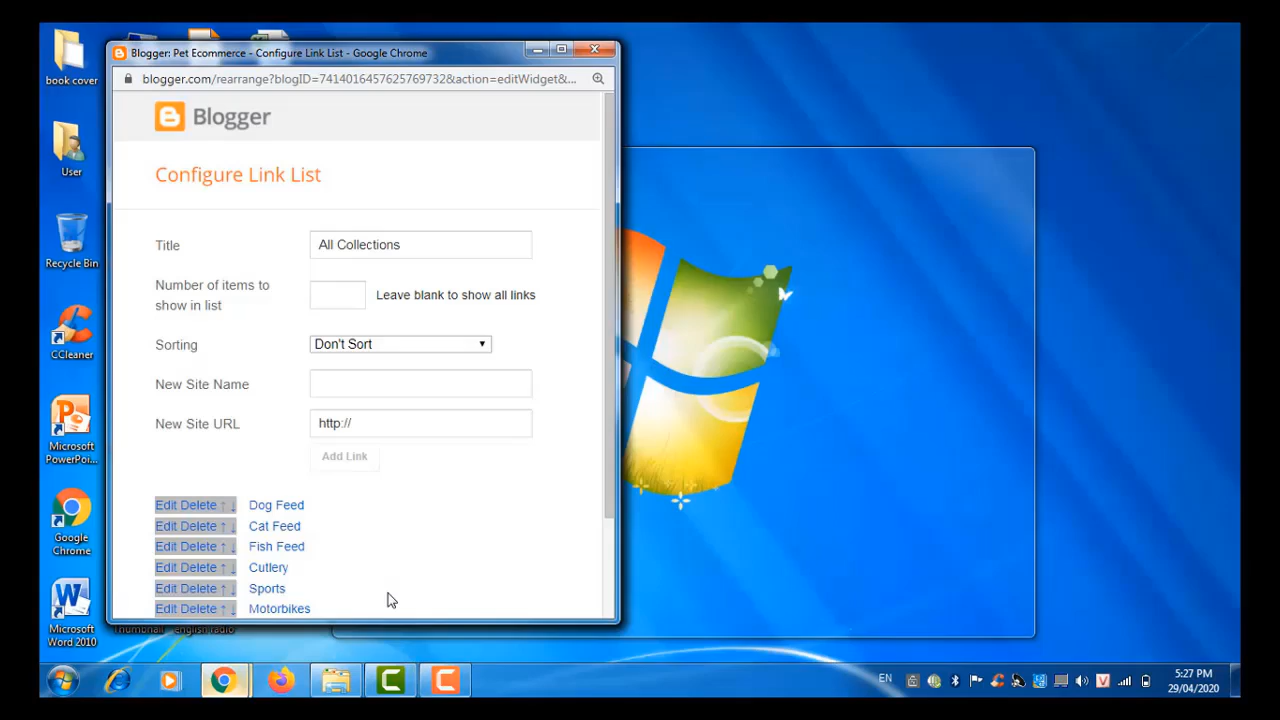 Blogger: Pet Ecommerce - Configure Link List - Google Chrome
blogger.com/rearrange?blogID=7414016457625769732&action=editWidget&...
Blogger
Configure Link List
Title
All Collections
Number of items to
show in list
Leave blank to show all links
Sorting
Don't Sort
New Site Name
New Site URL
http://
Add Link
Edit Delete ↑ ↓ Dog Feed
Edit Delete ↑ ↓ Cat Feed
Edit Delete ↑ ↓ Fish Feed
Edit Delete ↑ ↓ Cutlery
Edit Delete ↑ ↓ Sports
Edit Delete ↑ ↓ Motorbikes
book cover
User
Recycle Bin
CCleaner
Microsoft
PowerPoi...
Google
Chrome
Microsoft
Word 2010
Thumbnail
english radio
EN
5:27 PM
29/04/2020